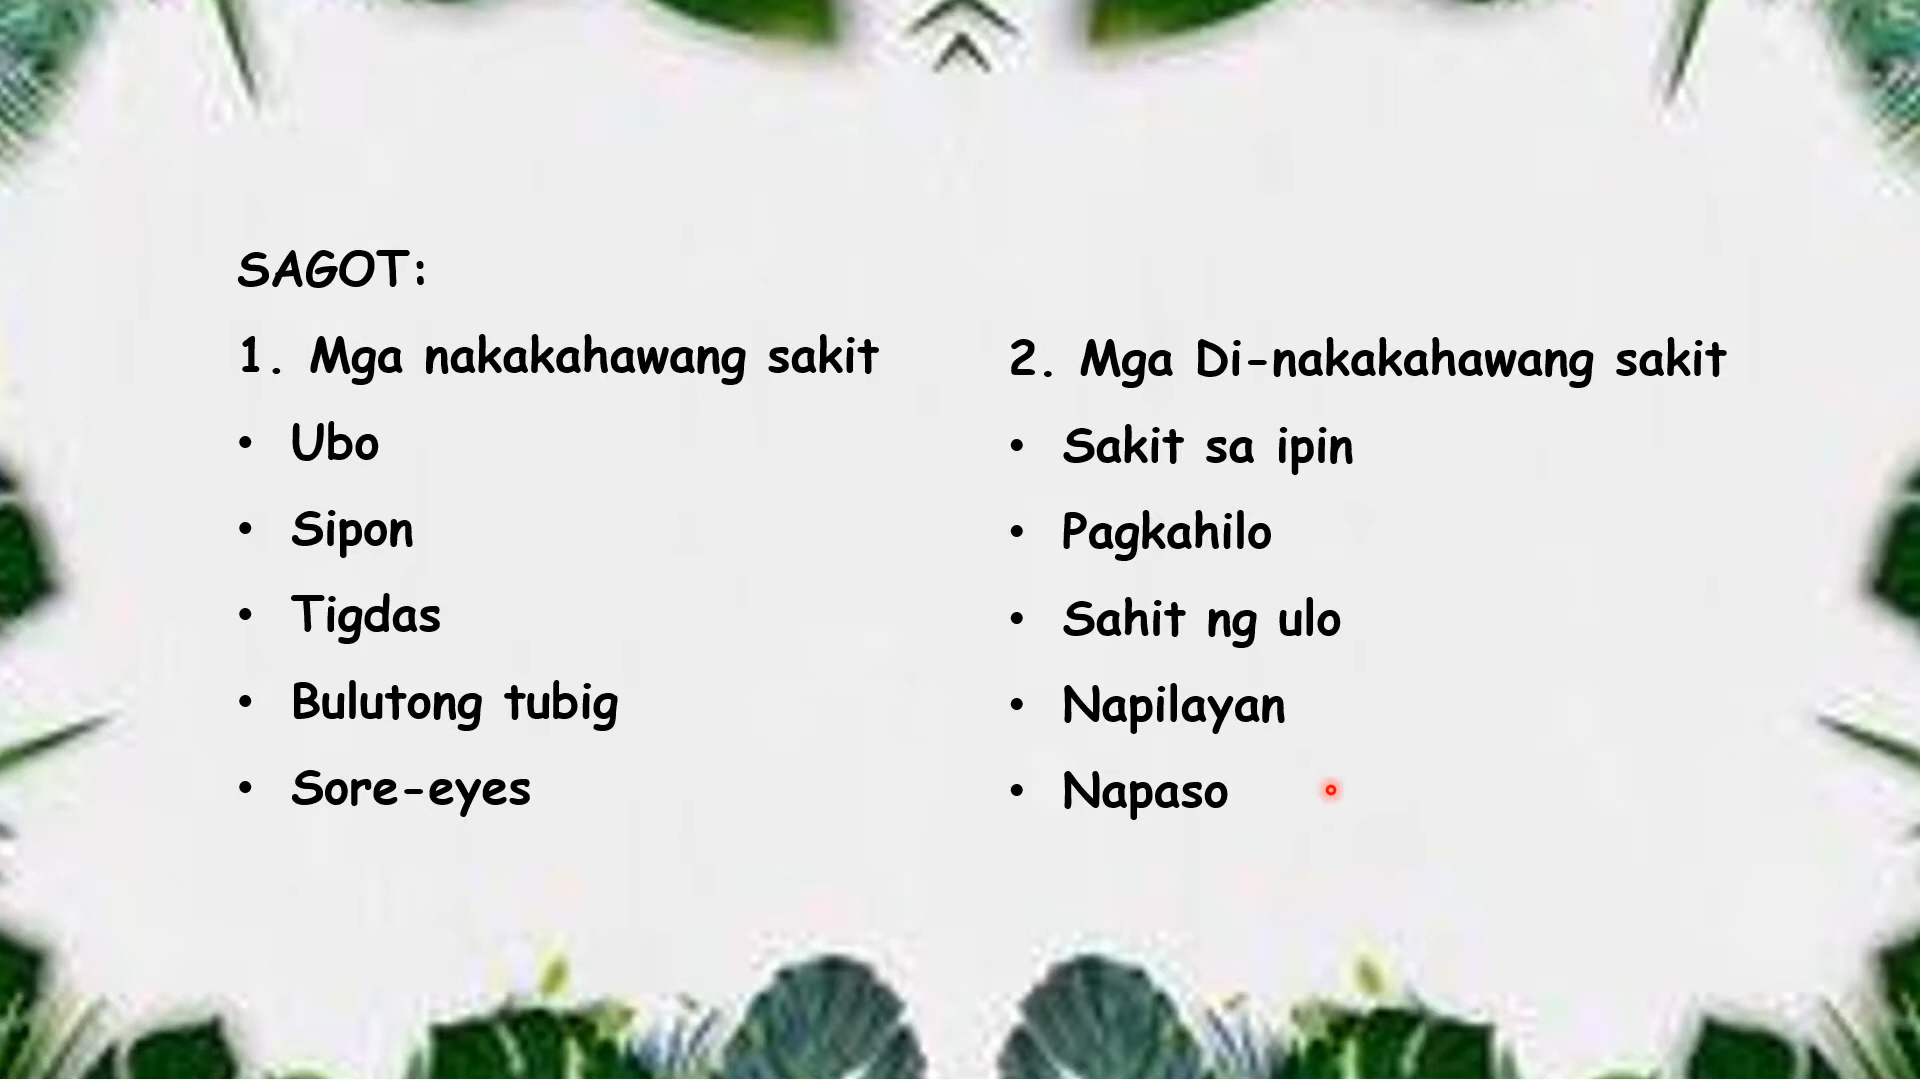 SAGOT:
1. Mga nakakahawang sakit
• Ubo
• Sipon
• Tigdas
• Bulutong tubig
• Sore-eyes
2. Mga Di-nakakahawang sakit
• Sakit sa ipin
• Pagkahilo
• Sahit ng ulo
• Napilayan
• Napaso